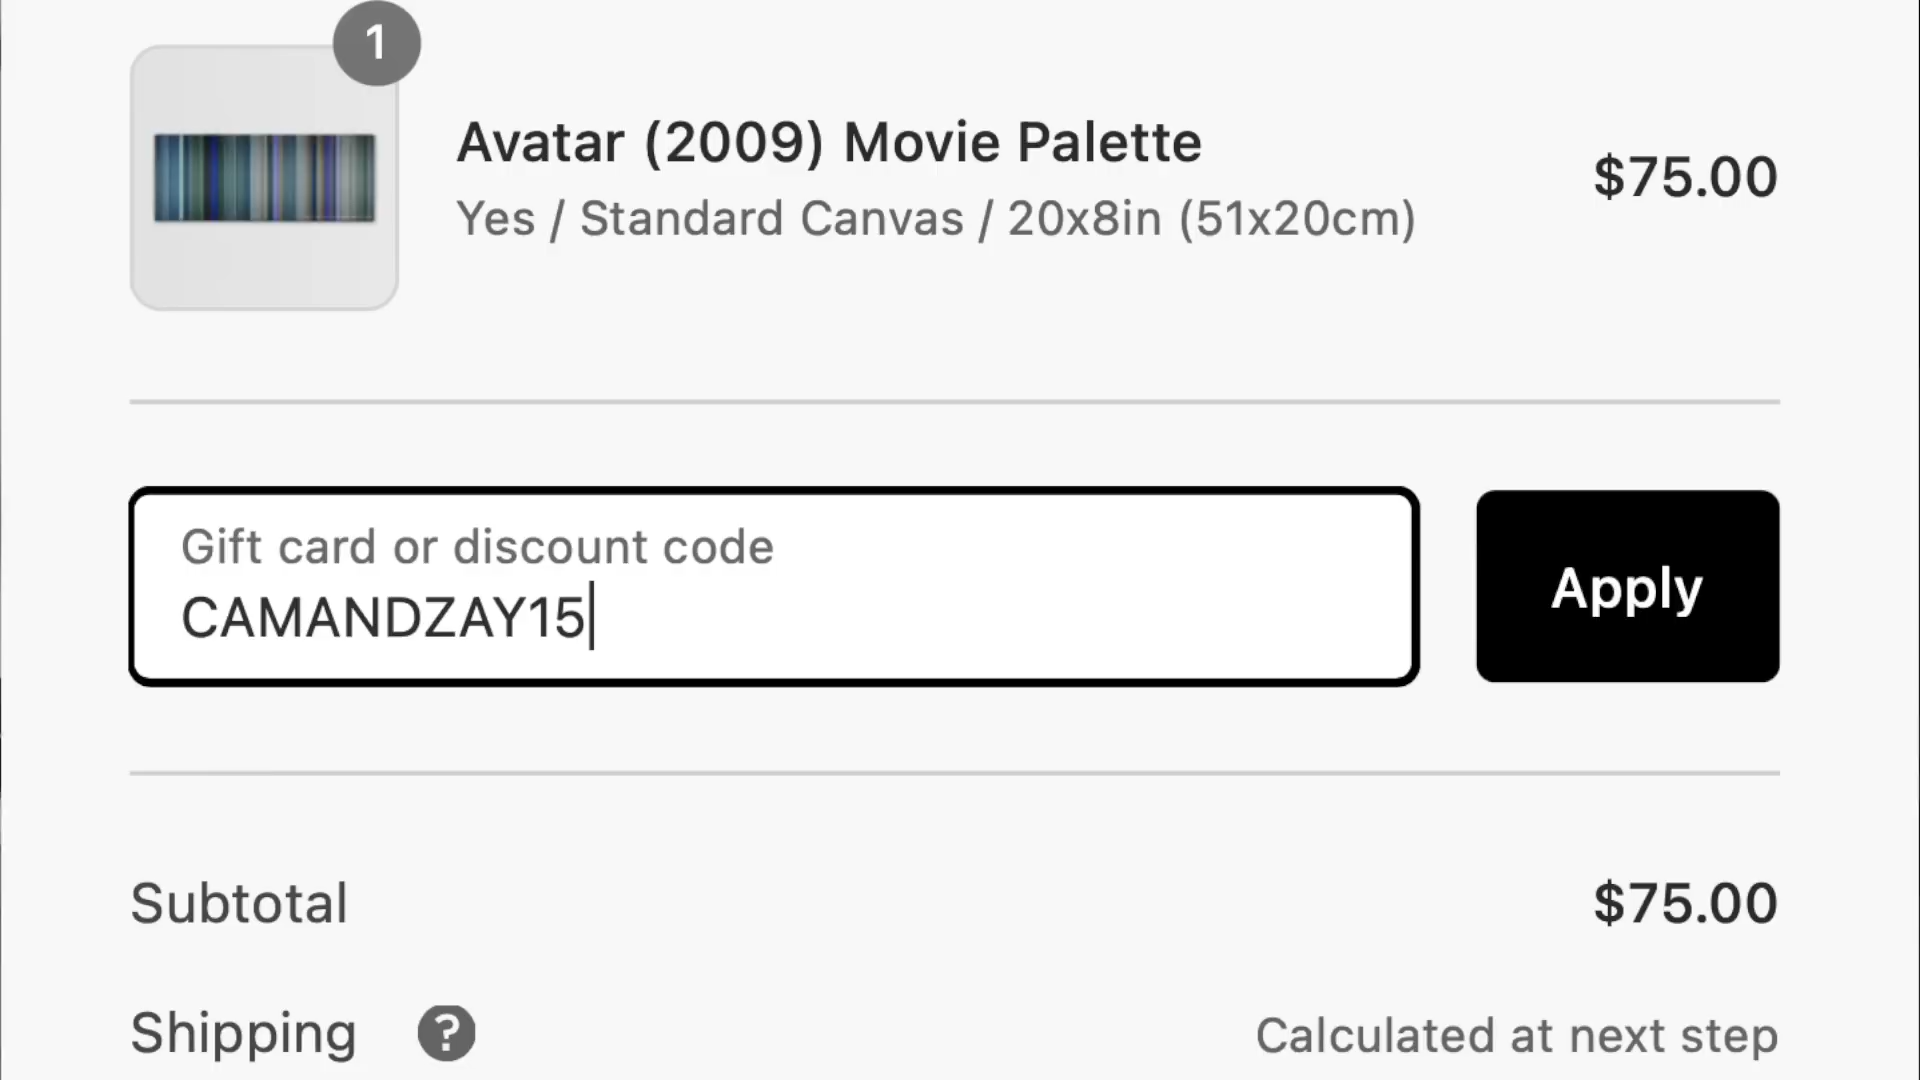 1
Avatar (2009) Movie Palette
Yes / Standard Canvas / 20x8in (51x20cm)
$75.00
Gift card or discount code
CAMANDZAY15
Apply
Subtotal
$75.00
Shipping ?
Calculated at next step